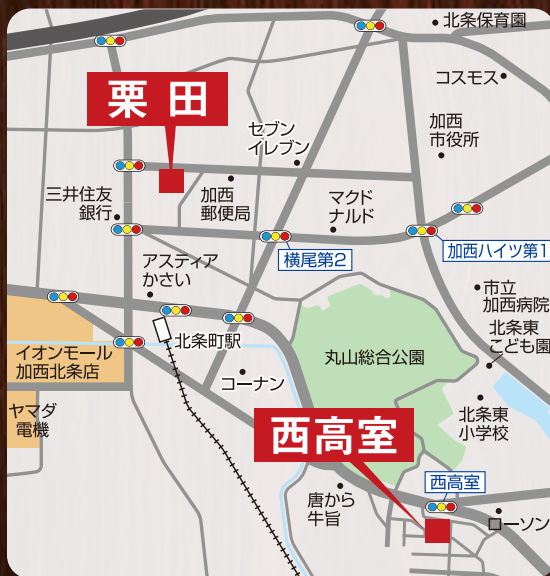 北条保育園
コスモス
栗田
加西
市役所
セブン
イレブン
三井住友
銀行
加西
郵便局
マクド
ナルド
加西ハイツ第1
横尾第2
アスティア
かさい
市立
加西病院
北条東
こども園
北条町駅
丸山総合公園
イオンモール
加西北条店
コーナン
ヤマダ
電機
北条東
小学校
西高室
西高室
唐から
牛旨
ローソン